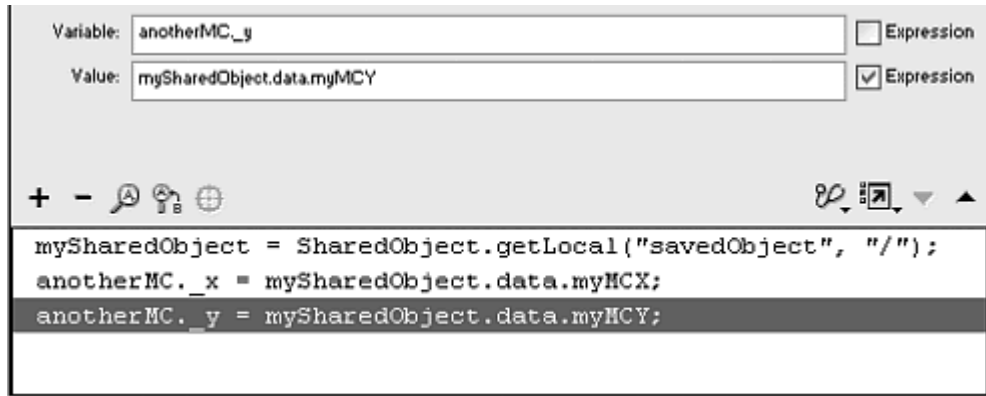 Variable: anotherMC._y Expression
Value: mySharedObject.data.myMCY Expression
mySharedObject = SharedObject.getLocal("savedObject", "/");
anotherMC._x = mySharedObject.data.myMCX;
anotherMC._y = mySharedObject.data.myMCY;